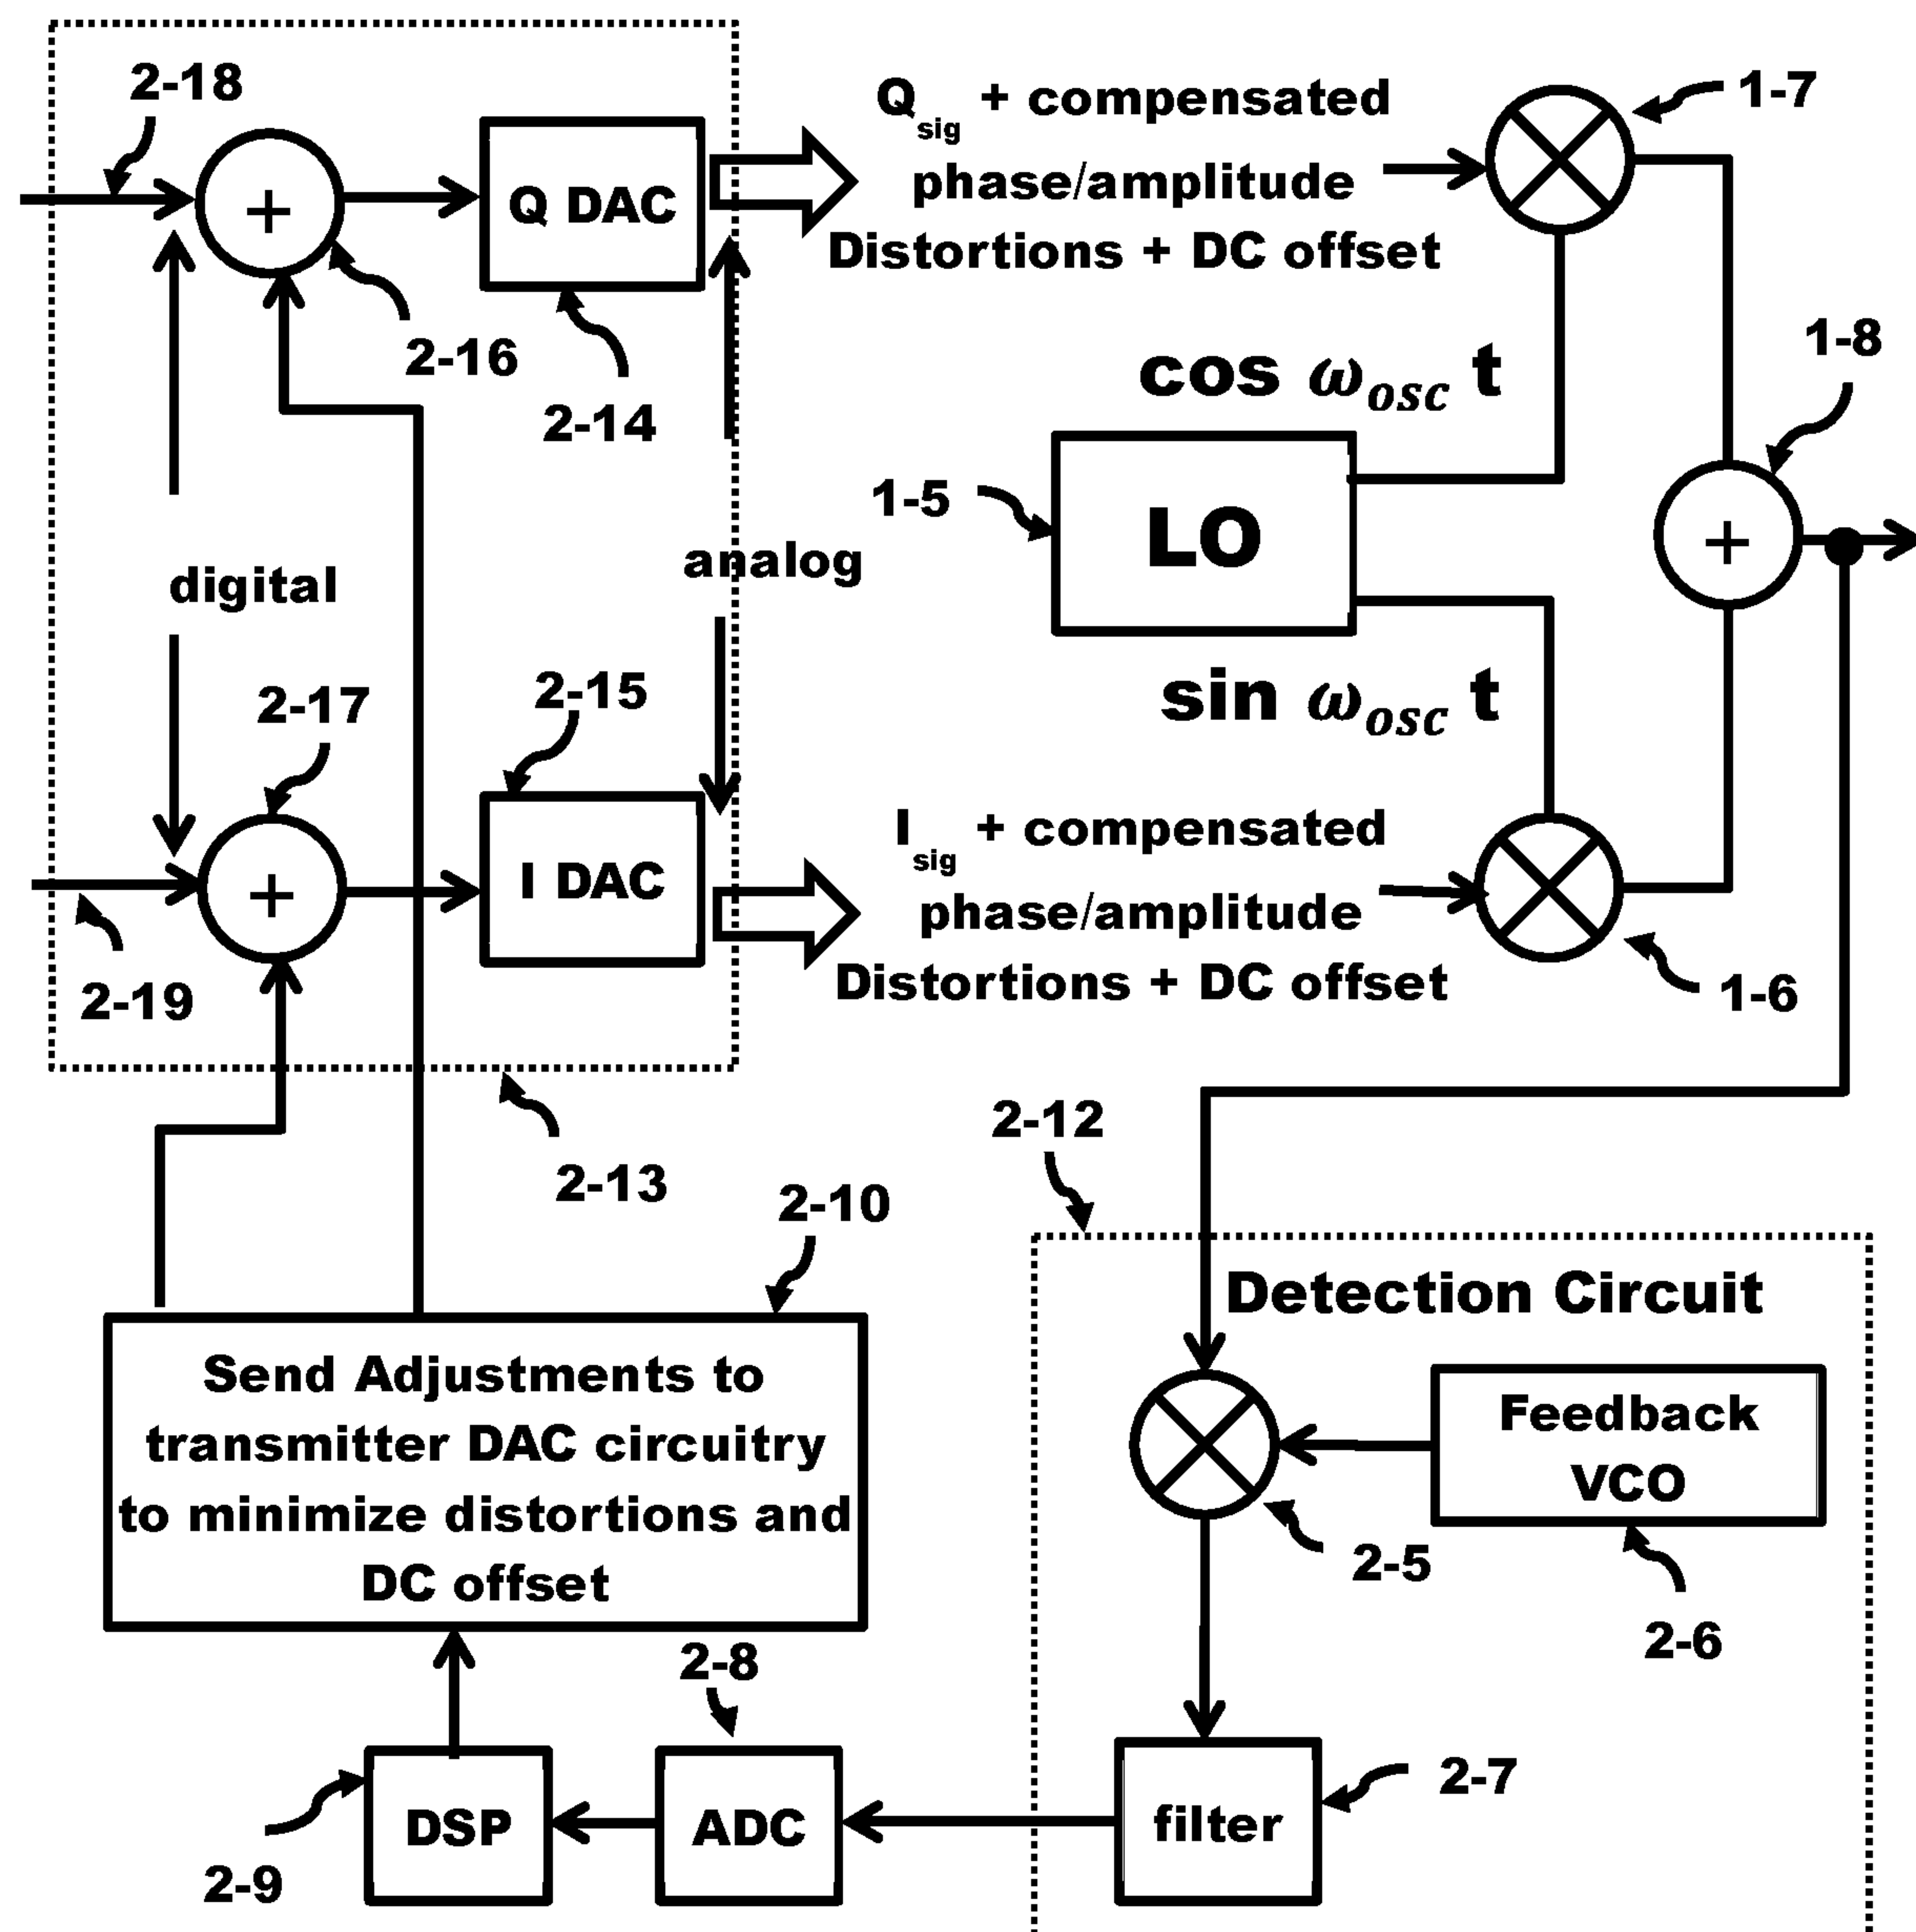 2-18
Q DAC
2-16
2-14
Qsig + compensated
phase/amplitude
Distortions + DC offset
1-7
1-8
cos ωosc t
1-5
LO
sin ωosc t
digital
analog
2-17
2-15
I DAC
2-19
Isig + compensated
phase/amplitude
Distortions + DC offset
1-6
2-13
2-12
2-10
Send Adjustments to
transmitter DAC circuitry
to minimize distortions and
DC offset
Detection Circuit
Feedback
VCO
2-5
2-6
2-8
2-7
DSP
ADC
filter
2-9
+
+
+